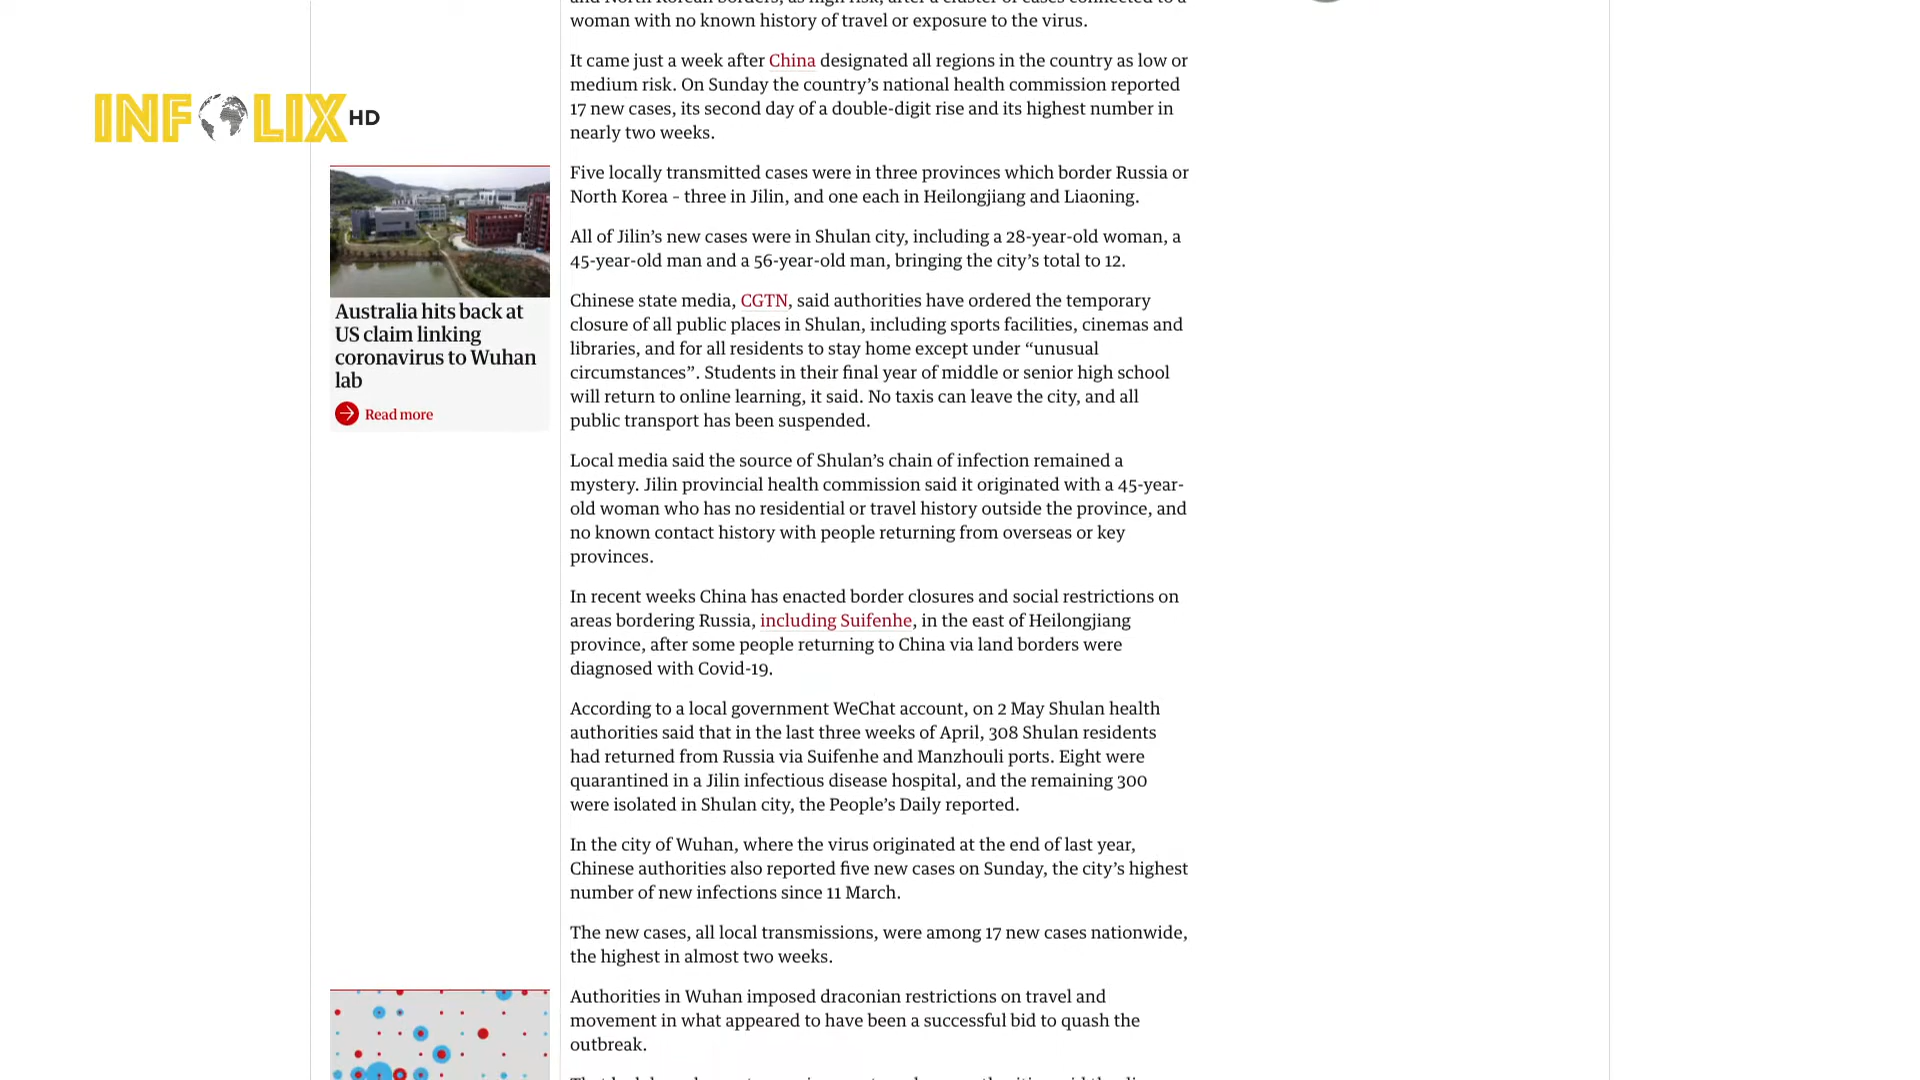 woman with no known history of travel or exposure to the virus.
It came just a week after China designated all regions in the country as low or
medium risk. On Sunday the country’s national health commission reported
17 new cases, its second day of a double-digit rise and its highest number in
nearly two weeks.
INFOLIX HD
Five locally transmitted cases were in three provinces which border Russia or
North Korea – three in Jilin, and one each in Heilongjiang and Liaoning.
All of Jilin’s new cases were in Shulan city, including a 28-year-old woman, a
45-year-old man and a 56-year-old man, bringing the city’s total to 12.
Australia hits back at
US claim linking
coronavirus to Wuhan
lab
Read more
Chinese state media, CGTN, said authorities have ordered the temporary
closure of all public places in Shulan, including sports facilities, cinemas and
libraries, and for all residents to stay home except under “unusual
circumstances”. Students in their final year of middle or senior high school
will return to online learning, it said. No taxis can leave the city, and all
public transport has been suspended.
Local media said the source of Shulan’s chain of infection remained a
mystery. Jilin provincial health commission said it originated with a 45-year-
old woman who has no residential or travel history outside the province, and
no known contact history with people returning from overseas or key
provinces.
In recent weeks China has enacted border closures and social restrictions on
areas bordering Russia, including Suifenhe, in the east of Heilongjiang
province, after some people returning to China via land borders were
diagnosed with Covid-19.
According to a local government WeChat account, on 2 May Shulan health
authorities said that in the last three weeks of April, 308 Shulan residents
had returned from Russia via Suifenhe and Manzhouli ports. Eight were
quarantined in a Jilin infectious disease hospital, and the remaining 300
were isolated in Shulan city, the People’s Daily reported.
In the city of Wuhan, where the virus originated at the end of last year,
Chinese authorities also reported five new cases on Sunday, the city’s highest
number of new infections since 11 March.
The new cases, all local transmissions, were among 17 new cases nationwide,
the highest in almost two weeks.
Authorities in Wuhan imposed draconian restrictions on travel and
movement in what appeared to have been a successful bid to quash the
outbreak.